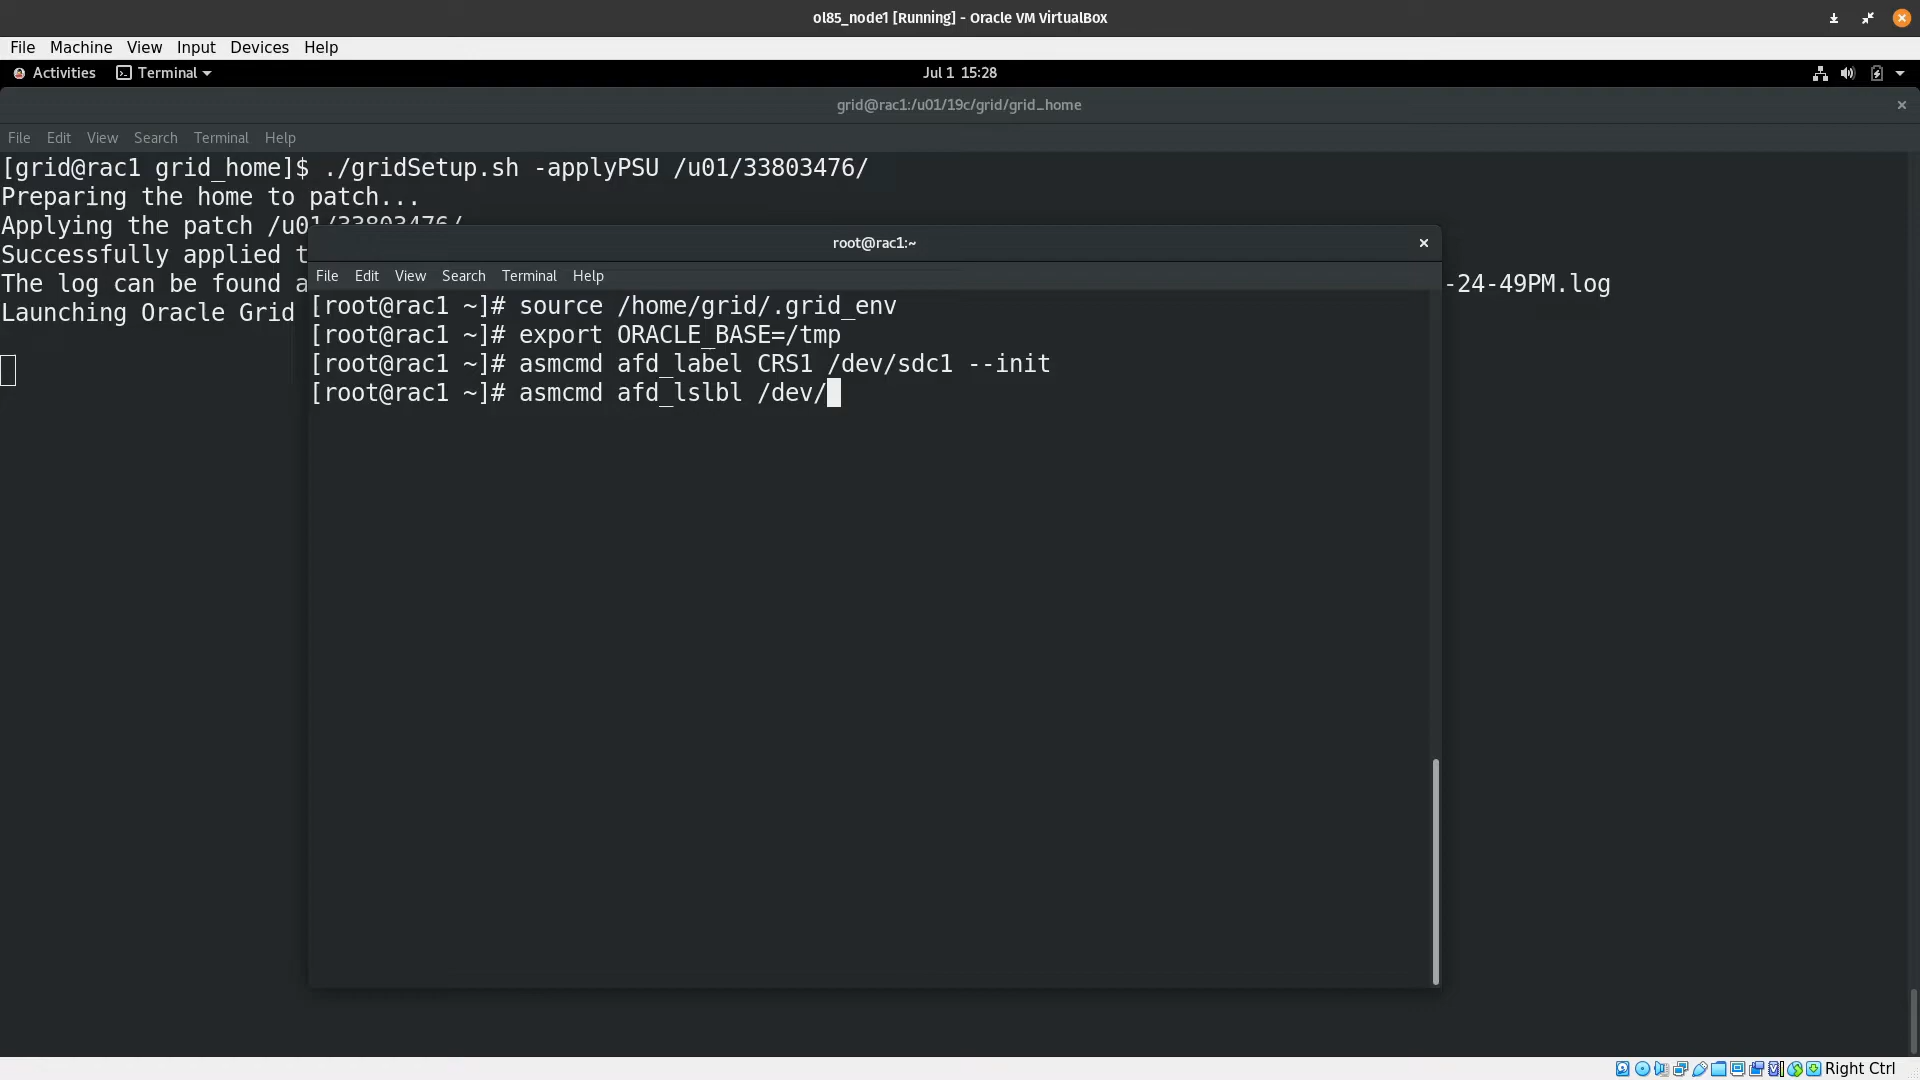 ol85_node1 [Running] - Oracle VM VirtualBox
File Machine View Input Devices Help
Activities Terminal Jul 1 15:28
grid@rac1:/u01/19c/grid/grid_home
File Edit View Search Terminal Help
[grid@rac1 grid_home]$ ./gridSetup.sh -applyPSU /u01/33803476/
Preparing the home to patch...
Applying the patch /u01/33803476/
Successfully applied t
The log can be found a
-24-49PM.log
Launching Oracle Grid
root@rac1:~
File Edit View Search Terminal Help
[root@rac1 ~]# source /home/grid/.grid_env
[root@rac1 ~]# export ORACLE_BASE=/tmp
[root@rac1 ~]# asmcmd afd_label CRS1 /dev/sdc1 --init
[root@rac1 ~]# asmcmd afd_lslbl /dev/
Right Ctrl